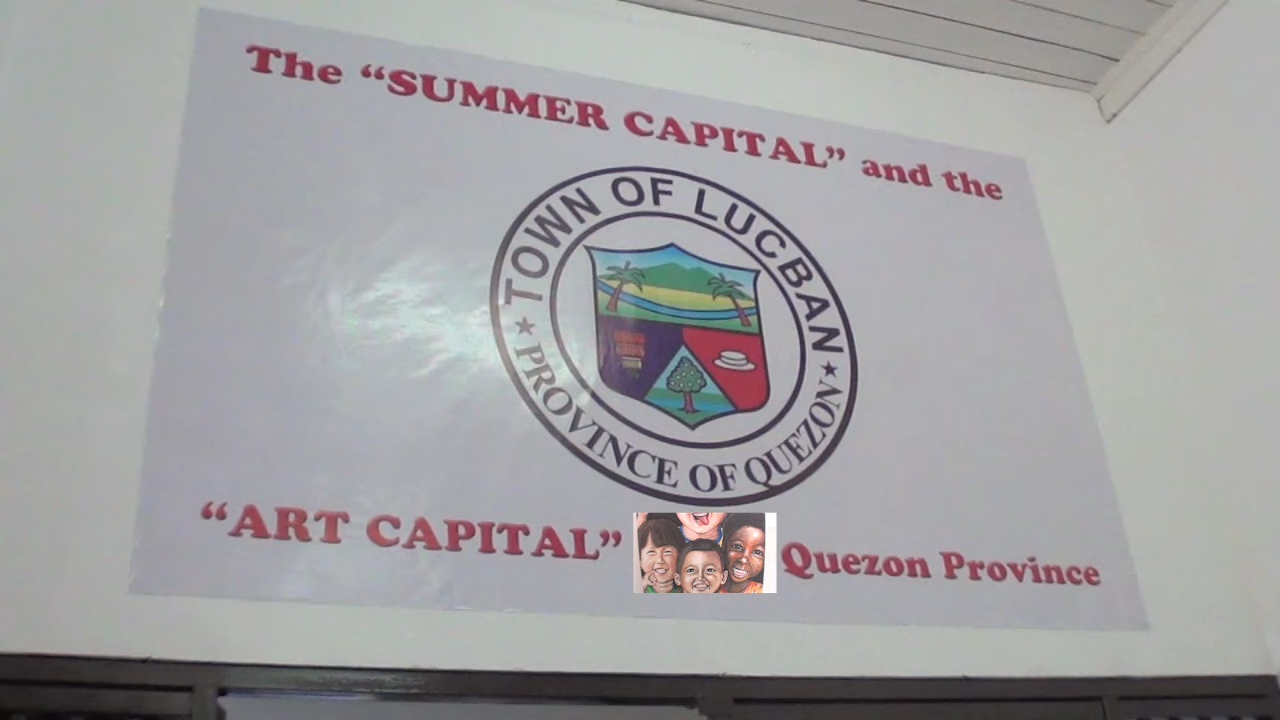 The “SUMMER CAPITAL” and the
TOWN OF LUCBAN
★ PROVINCE OF QUEZON ★
“ART CAPITAL” Quezon Province